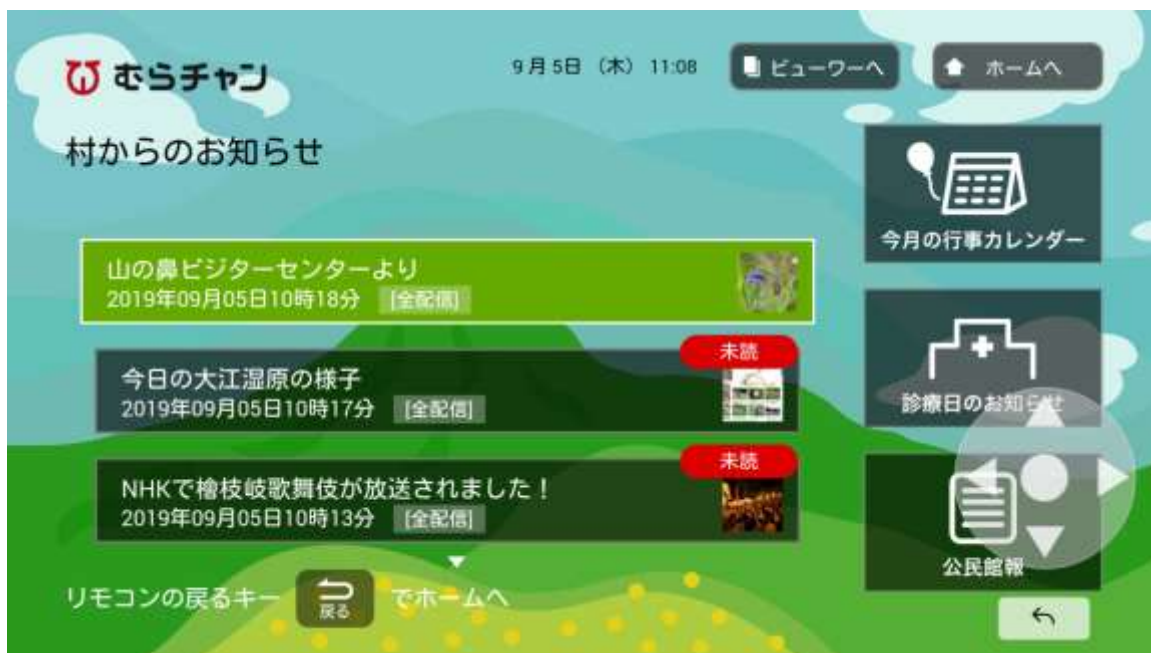 むらチャン
9月5日 (木) 11:08
ビューワーへ
ホームへ
村からのお知らせ
今月の行事カレンダー
山の鼻ビジターセンターより
2019年09月05日10時18分 [全配信]
未読
今日の大江湿原の様子
2019年09月05日10時17分 [全配信]
診療日のお知らせ
未読
NHKで檜枝岐歌舞伎が放送されました!
2019年09月05日10時13分 [全配信]
公民館報
リモコンの戻るキー 戻る でホームへ